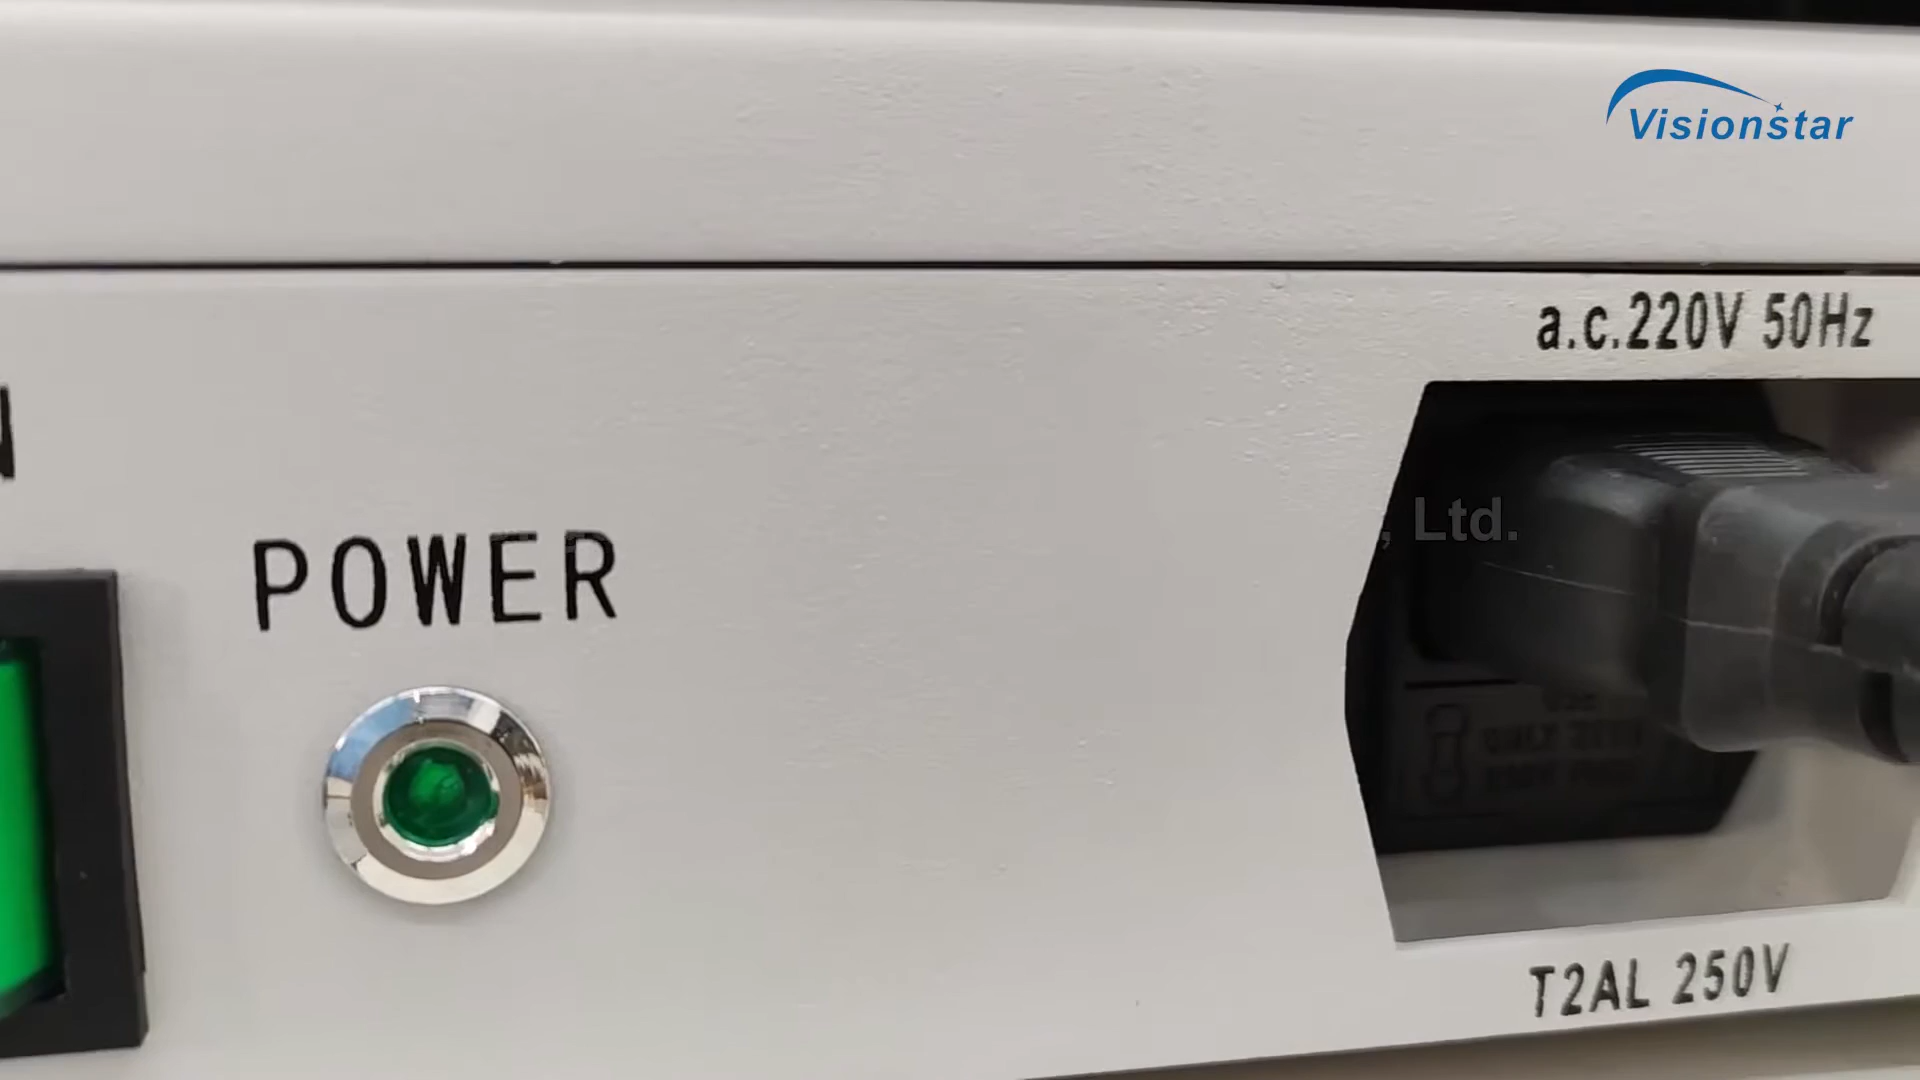 Visionstar
a.c.220V 50Hz
N
, Ltd.
POWER
T2AL 250V